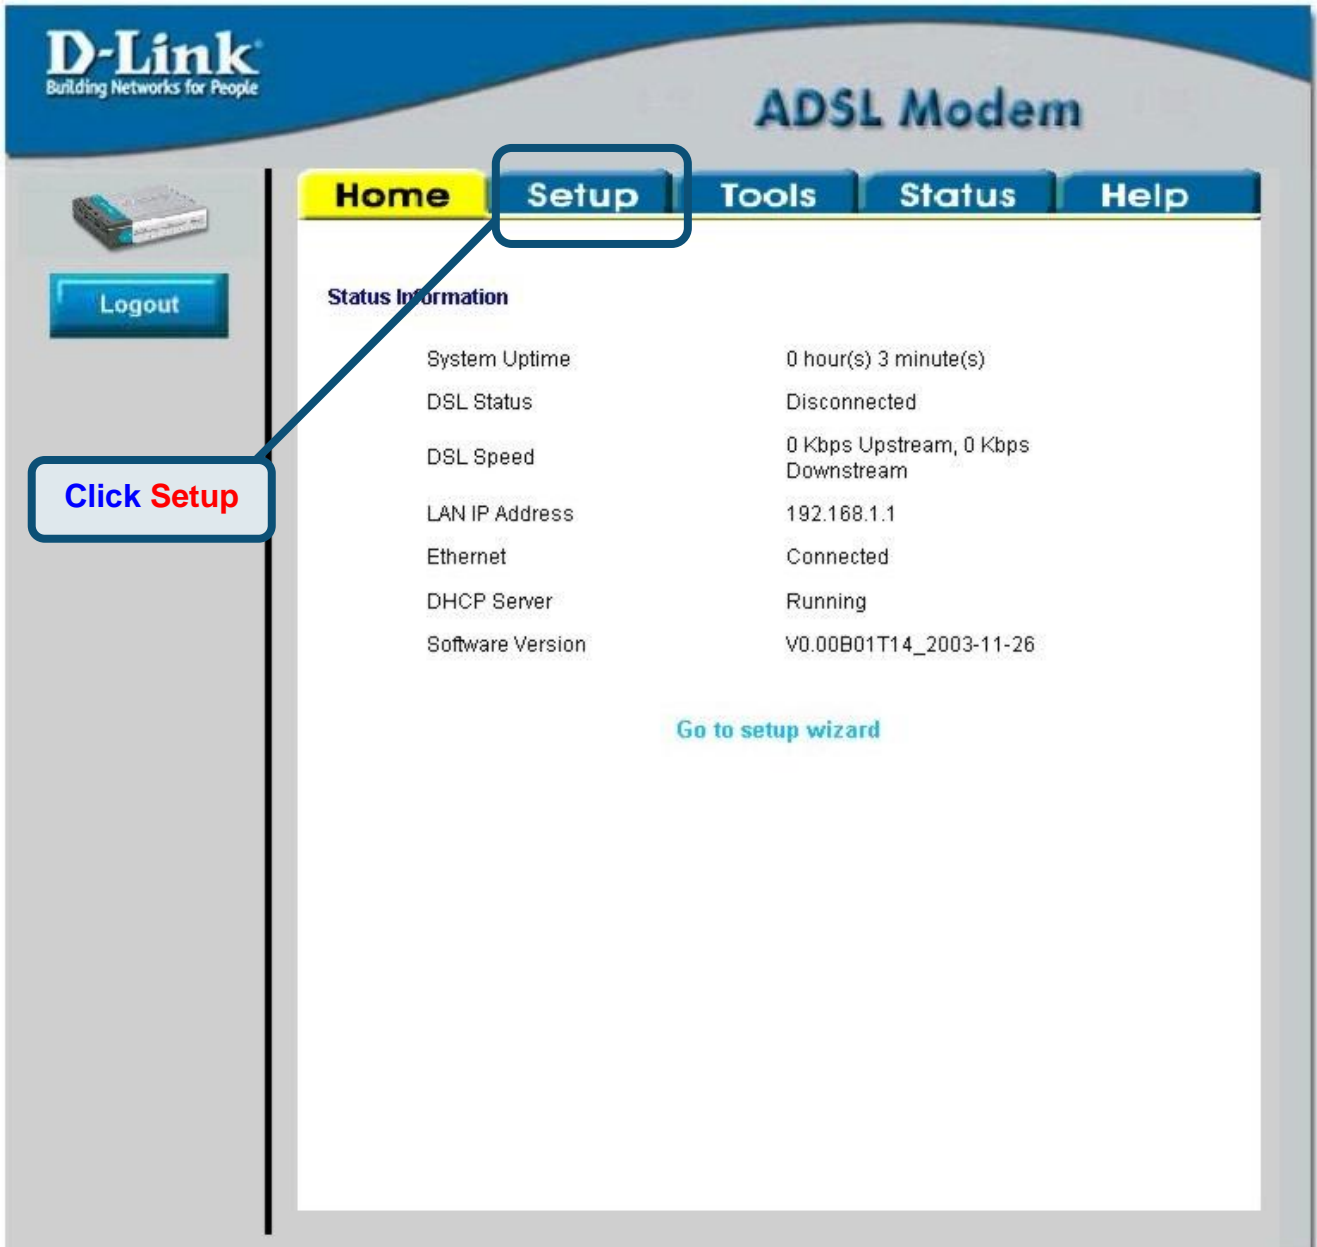 D-Link
Building Networks for People
ADSL Modem
Home Setup Tools Status Help
Logout
Status Information
System Uptime 0 hour(s) 3 minute(s)
DSL Status Disconnected
DSL Speed 0 Kbps Upstream, 0 Kbps
Downstream
Click Setup
LAN IP Address 192.168.1.1
Ethernet Connected
DHCP Server Running
Software Version V0.00B01T14_2003-11-26
Go to setup wizard